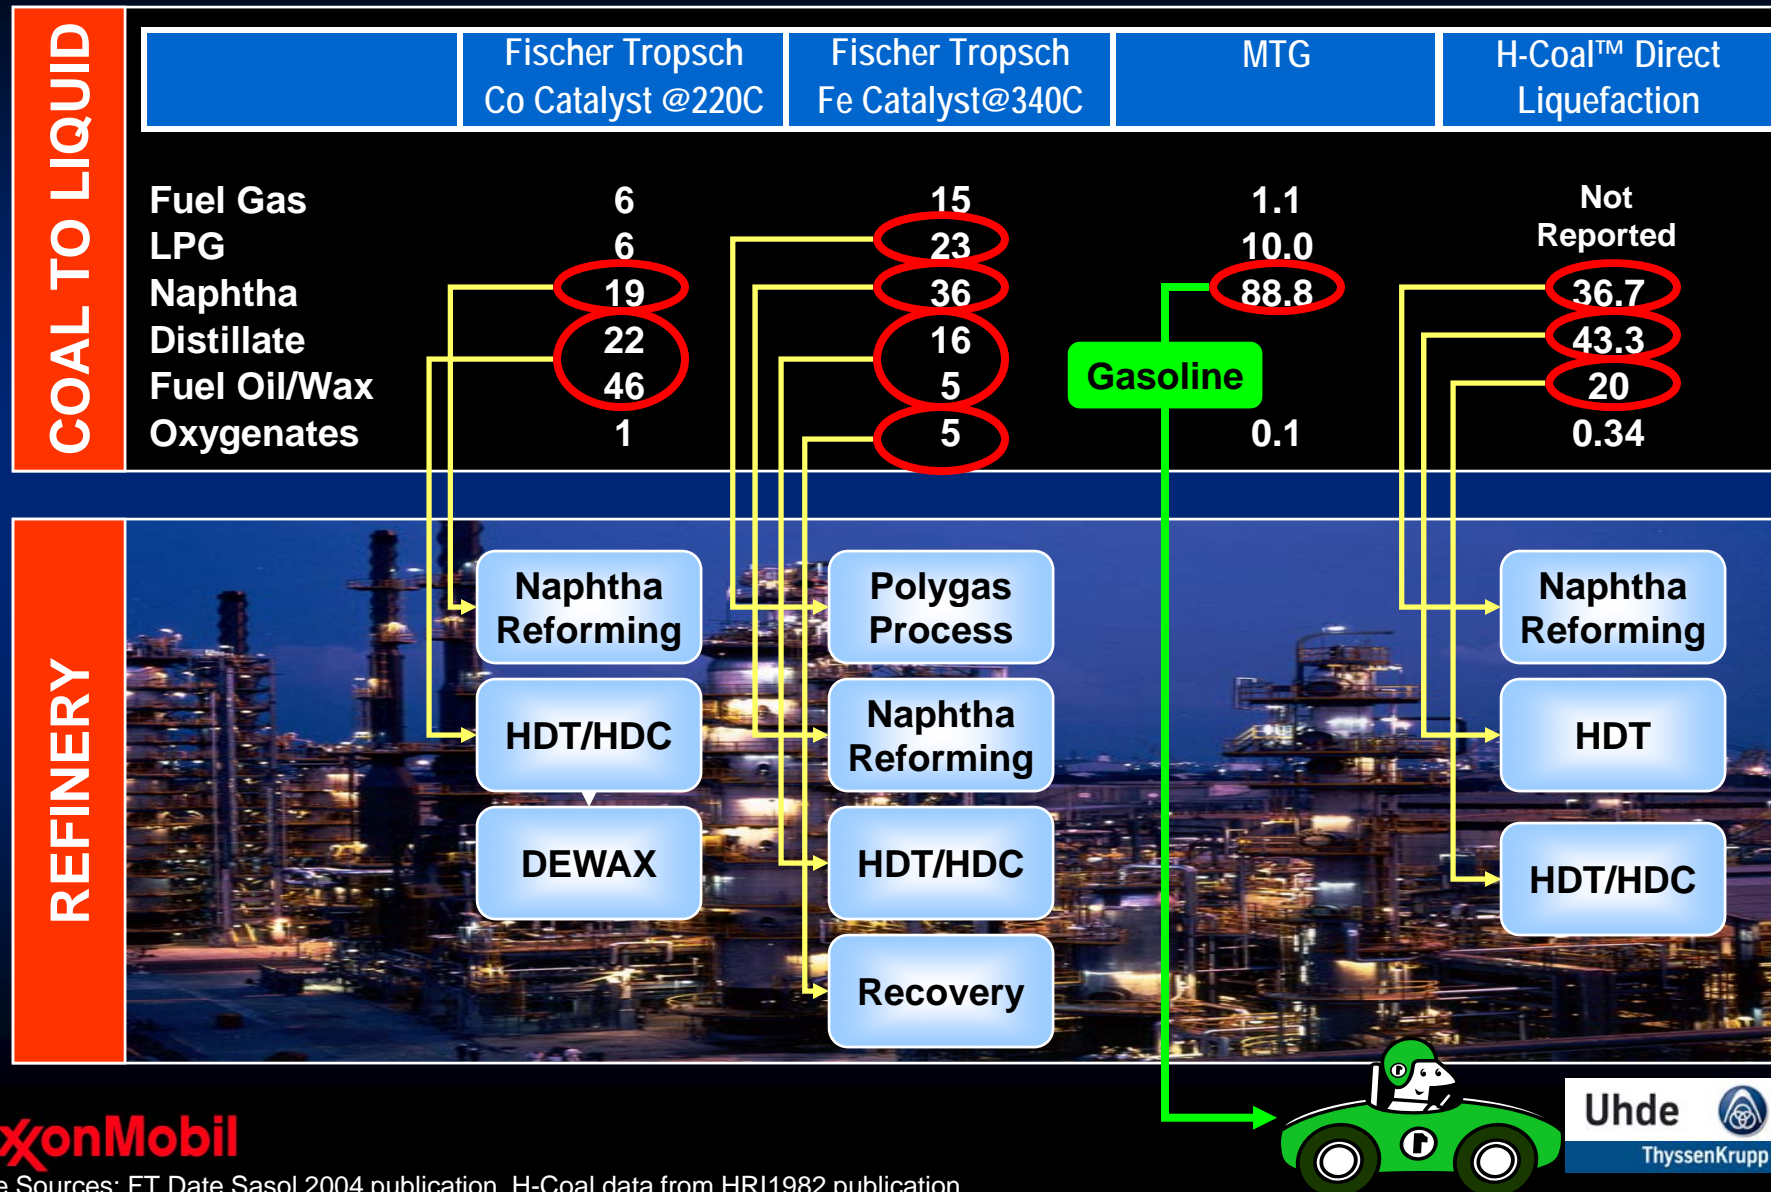 COAL TO LIQUID
Fischer Tropsch
Co Catalyst @220C
Fischer Tropsch
Fe Catalyst@340C
MTG
H-Coal™ Direct
Liquefaction
Fuel Gas 6 15 1.1 Not
Reported
LPG 6 23 10.0
Naphtha 19 36 88.8 36.7
Distillate 22 16 43.3
Fuel Oil/Wax 46 5 20
Oxygenates 1 5 0.1 0.34
Gasoline
REFINERY
Naphtha
Reforming
HDT/HDC
DEWAX
Polygas
Process
Naphtha
Reforming
HDT/HDC
Recovery
Naphtha
Reforming
HDT
HDT/HDC
1
1
xxonMobil
Uhde
ThyssenKrupp
e Sources: FT Date Sasol 2004 publication, H-Coal data from HRI1982 publication